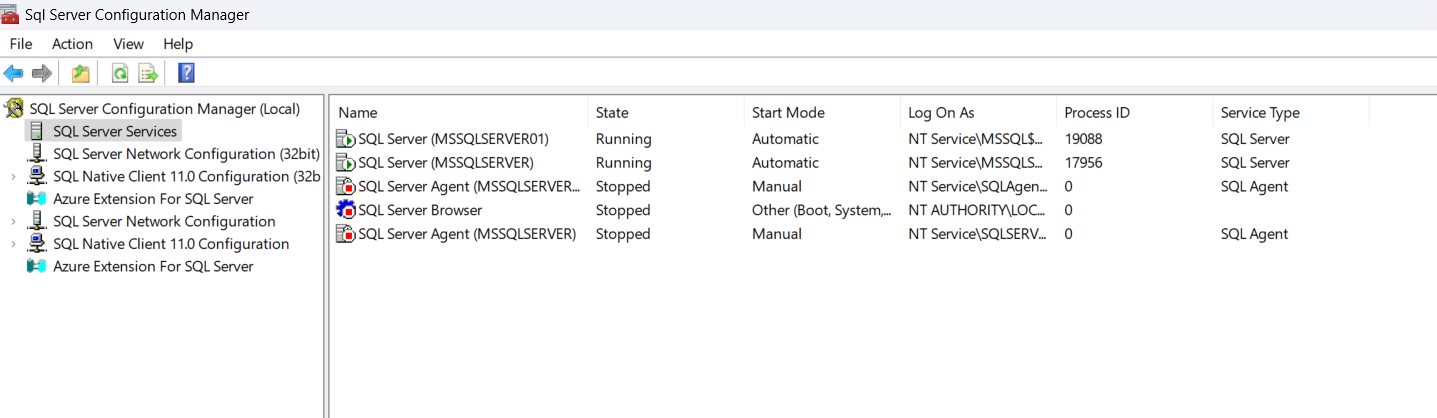 Sql Server Configuration Manager
File Action View Help
SQL Server Configuration Manager (Local)
SQL Server Services
SQL Server Network Configuration (32bit)
SQL Native Client 11.0 Configuration (32b
Azure Extension For SQL Server
SQL Server Network Configuration
SQL Native Client 11.0 Configuration
Azure Extension For SQL Server
Name State Start Mode Log On As Process ID Service Type
SQL Server (MSSQLSERVER01) Running Automatic NT Service\MSSQL$... 19088 SQL Server
SQL Server (MSSQLSERVER) Running Automatic NT Service\MSSQLS... 17956 SQL Server
SQL Server Agent (MSSQLSERVER... Stopped Manual NT Service\SQLAgen... 0 SQL Agent
SQL Server Browser Stopped Other (Boot, System,... NT AUTHORITY\LOC... 0
SQL Server Agent (MSSQLSERVER) Stopped Manual NT Service\SQLSERV... 0 SQL Agent